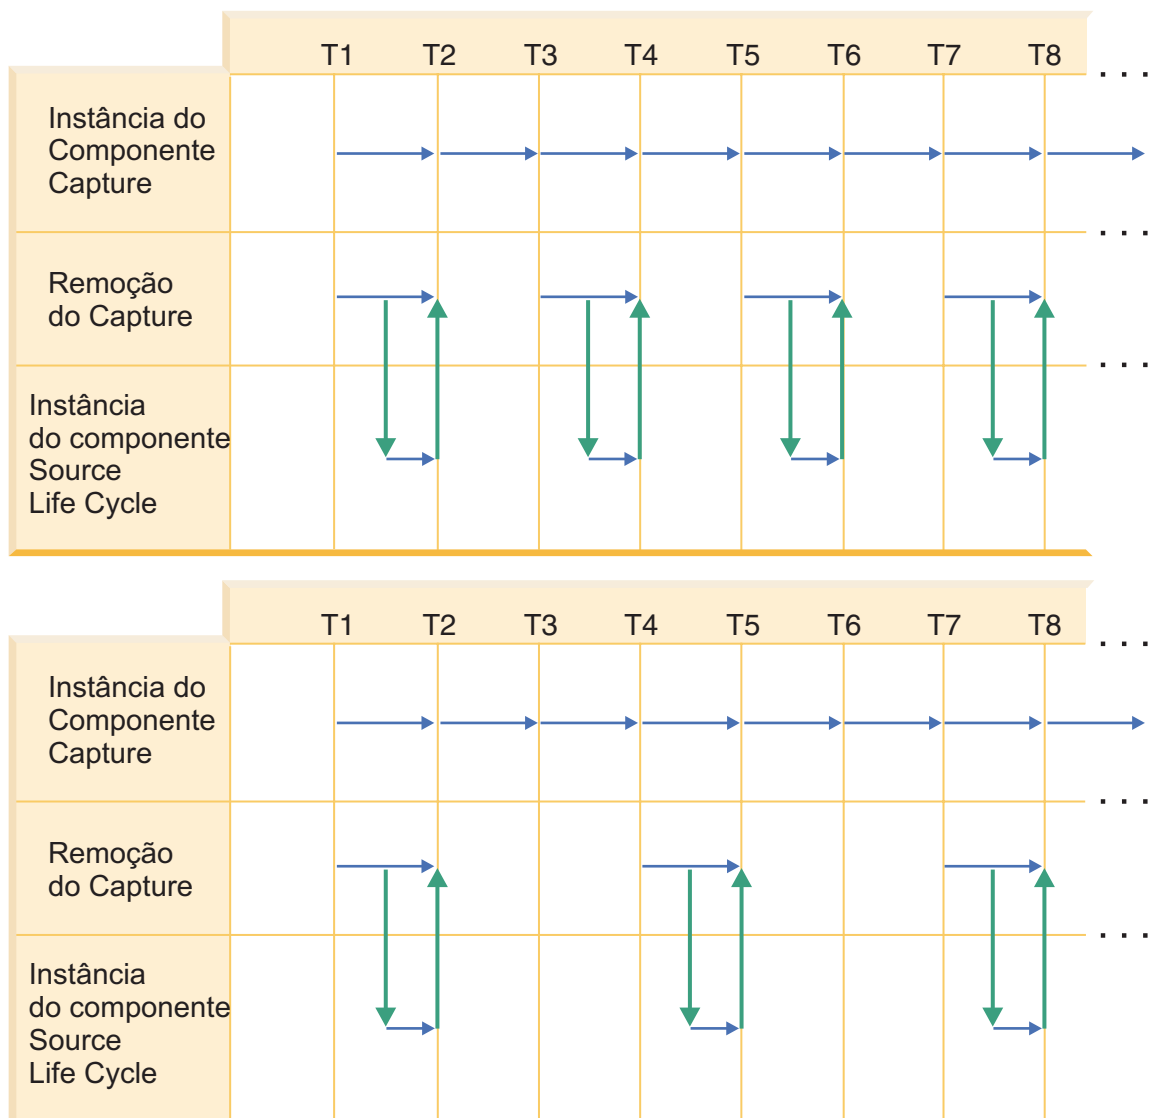 T1 T2 T3 T4 T5 T6 T7 T8
. . .
Instância do
Componente
Capture
. . .
Remoção
do Capture
. . .
Instância
do componente
Source
Life Cycle
T1 T2 T3 T4 T5 T6 T7 T8
. . .
Instância do
Componente
Capture
. . .
Remoção
do Capture
. . .
Instância
do componente
Source
Life Cycle